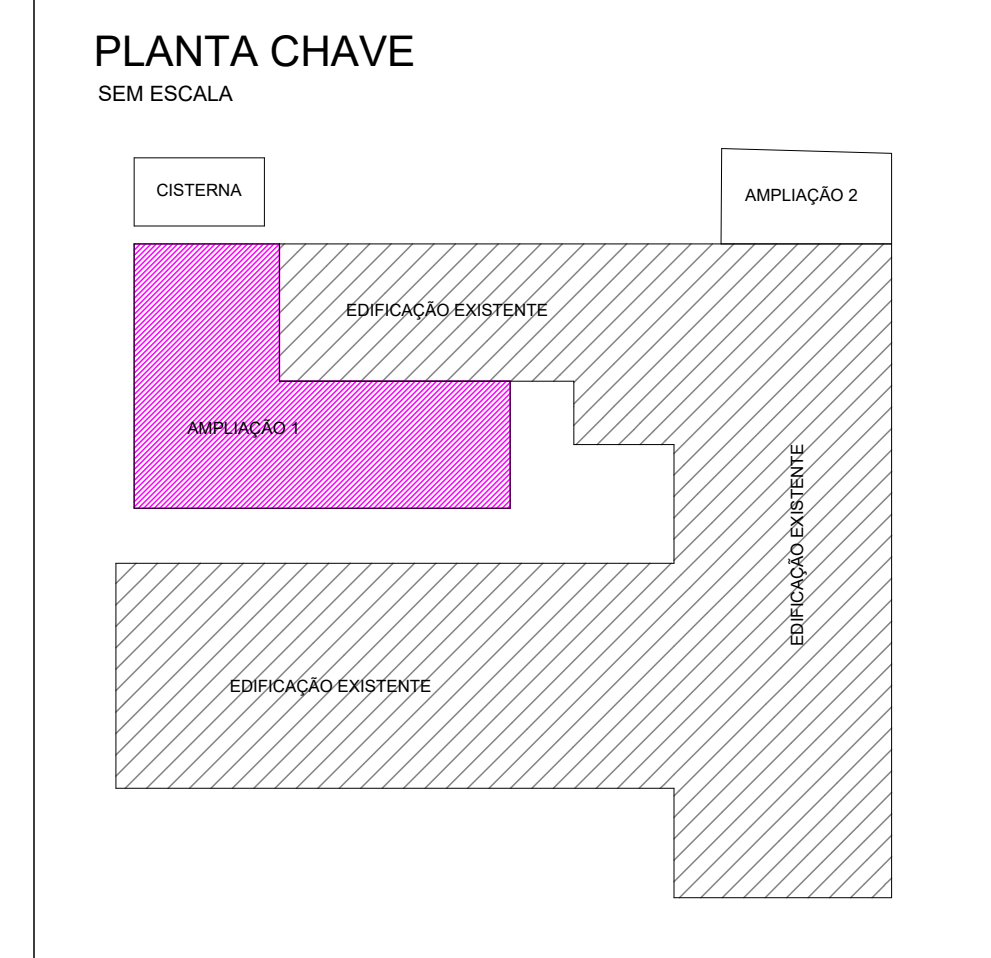 PLANTA CHAVE
SEM ESCALA
CISTERNA
AMPLIAÇÃO 2
EDIFICAÇÃO EXISTENTE
AMPLIAÇÃO 1
EDIFICAÇÃO EXISTENTE
EDIFICAÇÃO EXISTENTE